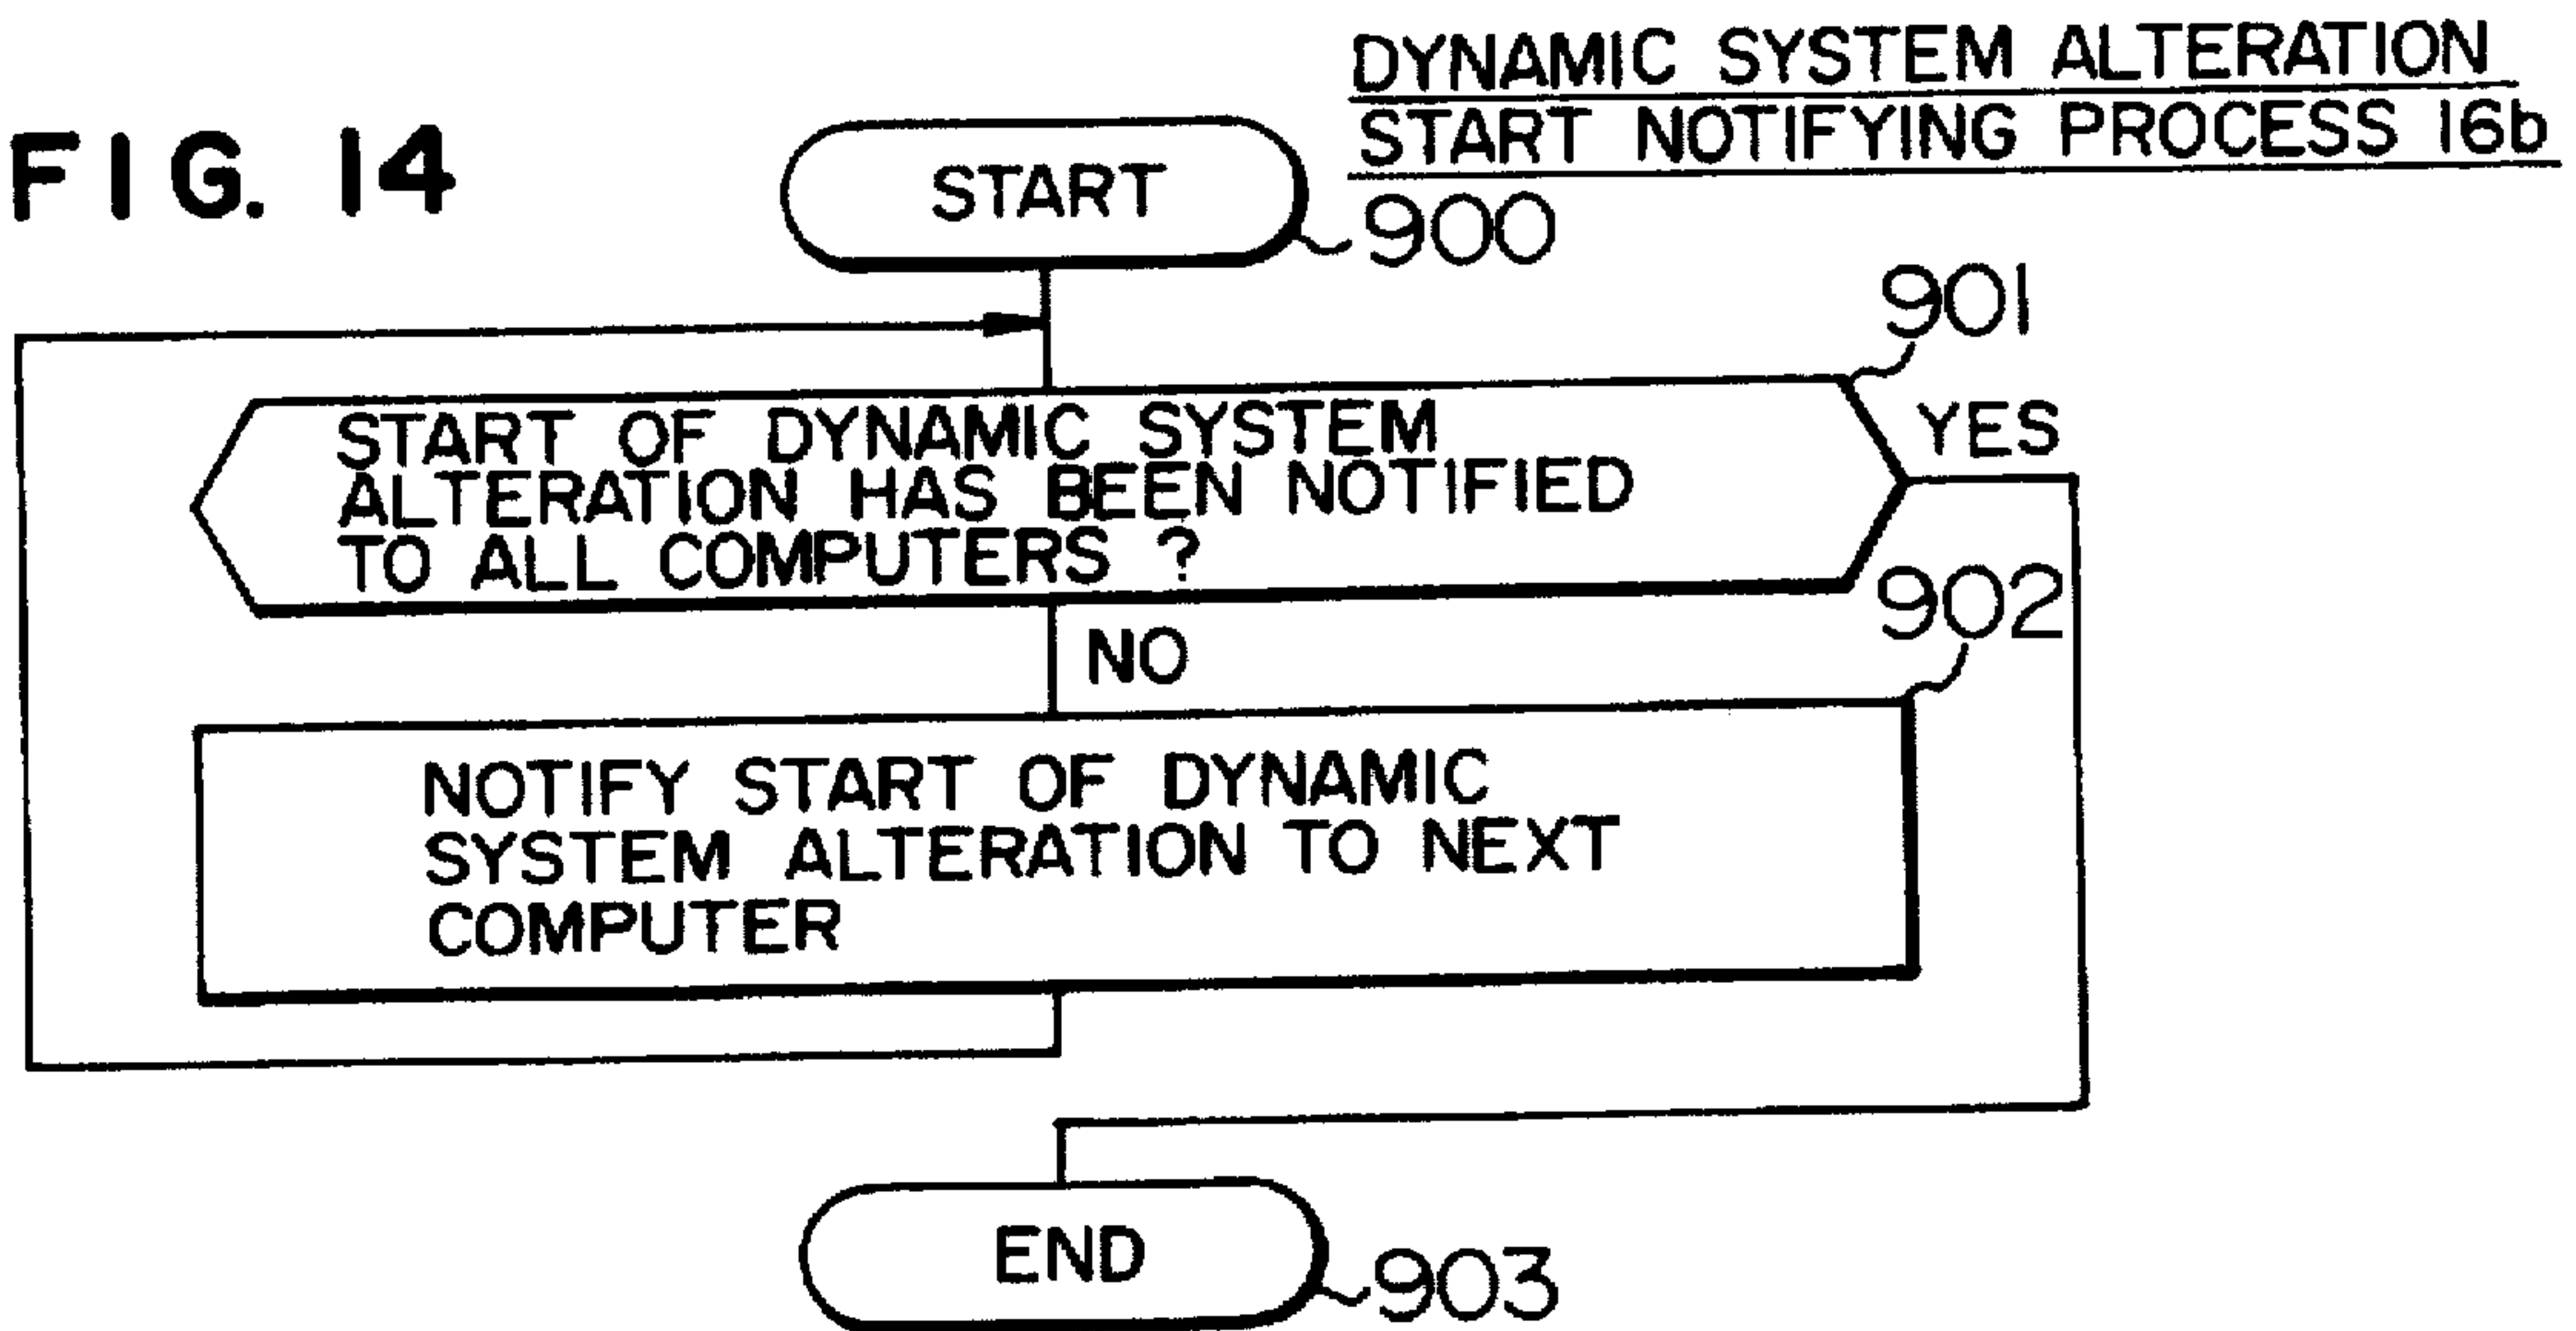 FIG. 14
DYNAMIC SYSTEM ALTERATION
START NOTIFYING PROCESS 16b
START
900
901
START OF DYNAMIC SYSTEM
ALTERATION HAS BEEN NOTIFIED
TO ALL COMPUTERS ?
YES
NO
902
NOTIFY START OF DYNAMIC
SYSTEM ALTERATION TO NEXT
COMPUTER
END
903